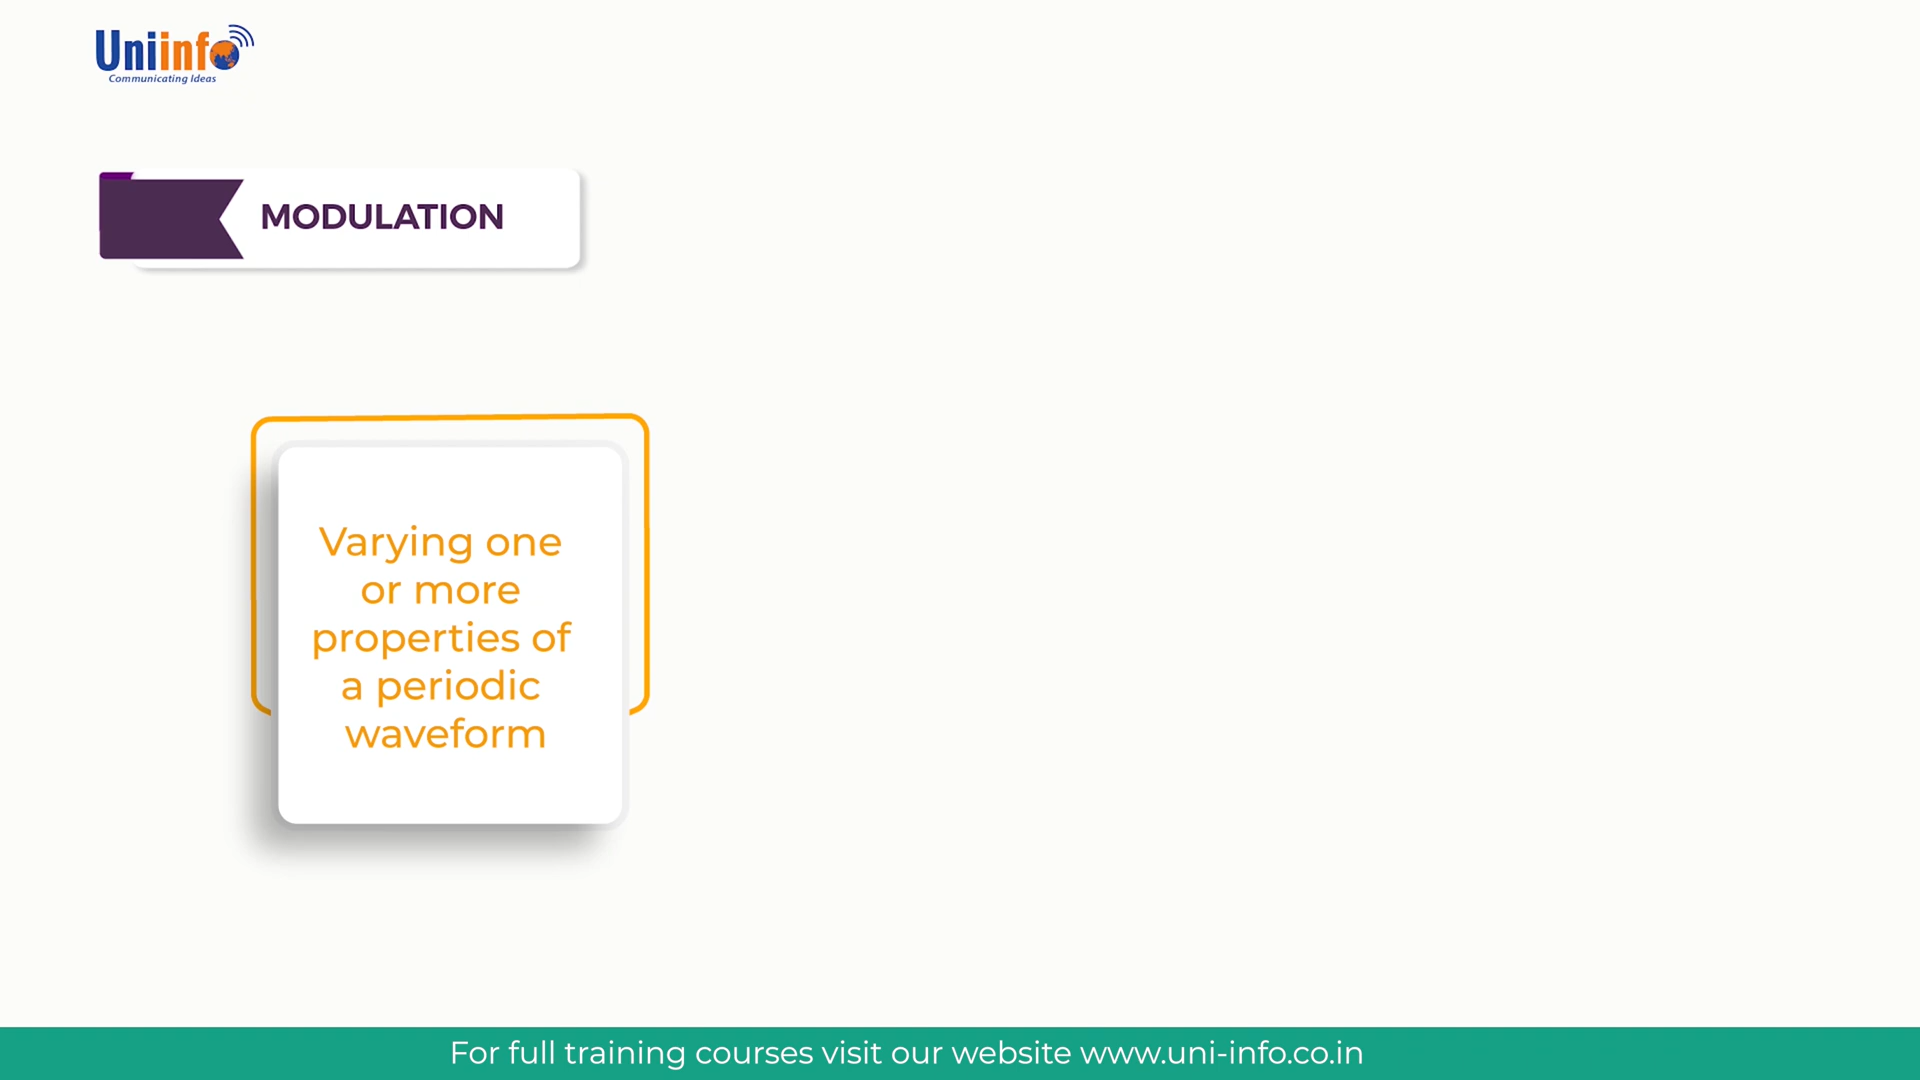 Uniinfo
Communicating Ideas
MODULATION
Varying one
or more
properties of
a periodic
waveform
For full training courses visit our website www.uni-info.co.in